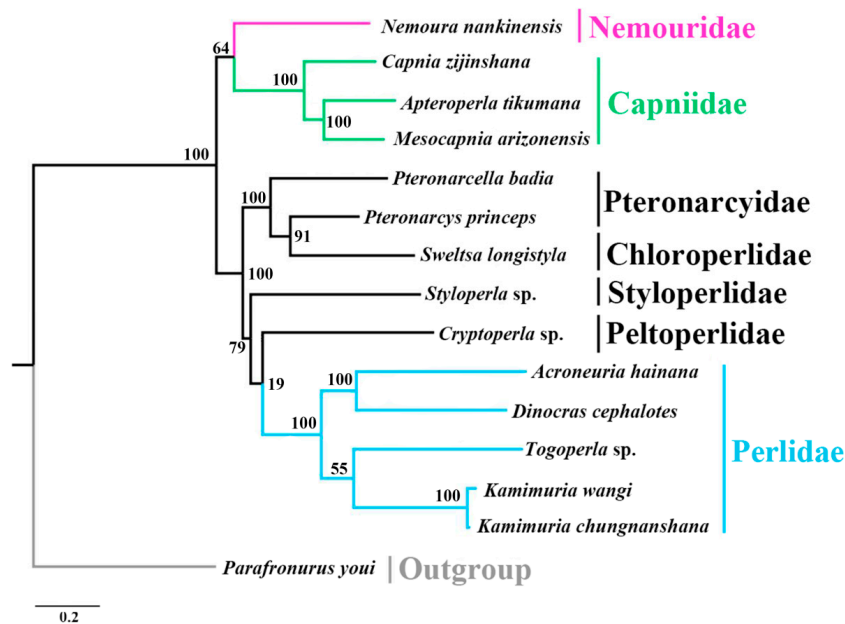 Nemoura nankinensis
Nemouridae
64
Capnia zijinshana
100
Apteroperla tikumana
Capniidae
100
Mesocapnia arizonensis
100
Pteronarcella badia
100
Pteronarcyidae
Pteronarcys princeps
91
Sweltsa longistyla
Chloroperlidae
100
Styloperla sp.
Styloperlidae
Cryptoperla sp.
Peltoperlidae
79
Acroneuria hainana
100
19
Dinocras cephalotes
100
Togoperla sp.
Perlidae
55
Kamimuria wangi
100
Kamimuria chungnanshana
Parafronurus youi
Outgroup
0.2